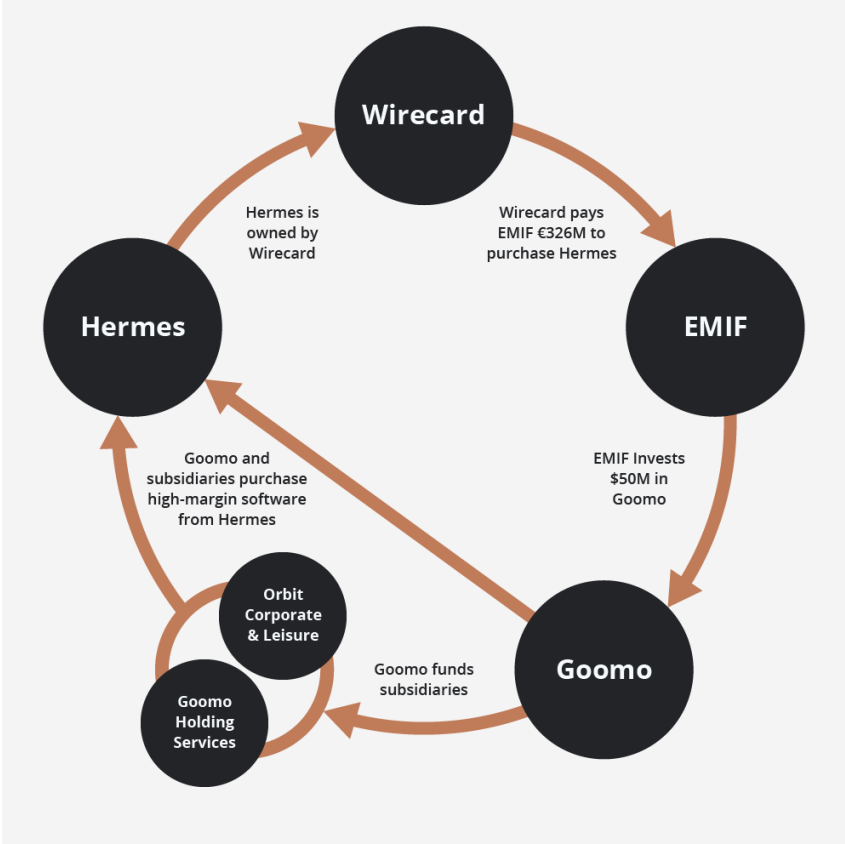 Wirecard
Hermes is
owned by
Wirecard
Wirecard pays
EMIF €326M to
purchase Hermes
Hermes
EMIF
Goomo and
subsidiaries purchase
high-margin software
from Hermes
EMIF Invests
$50M in
Goomo
Orbit
Corporate
& Leisure
Goomo funds
subsidiaries
Goomo
Goomo
Holding
Services